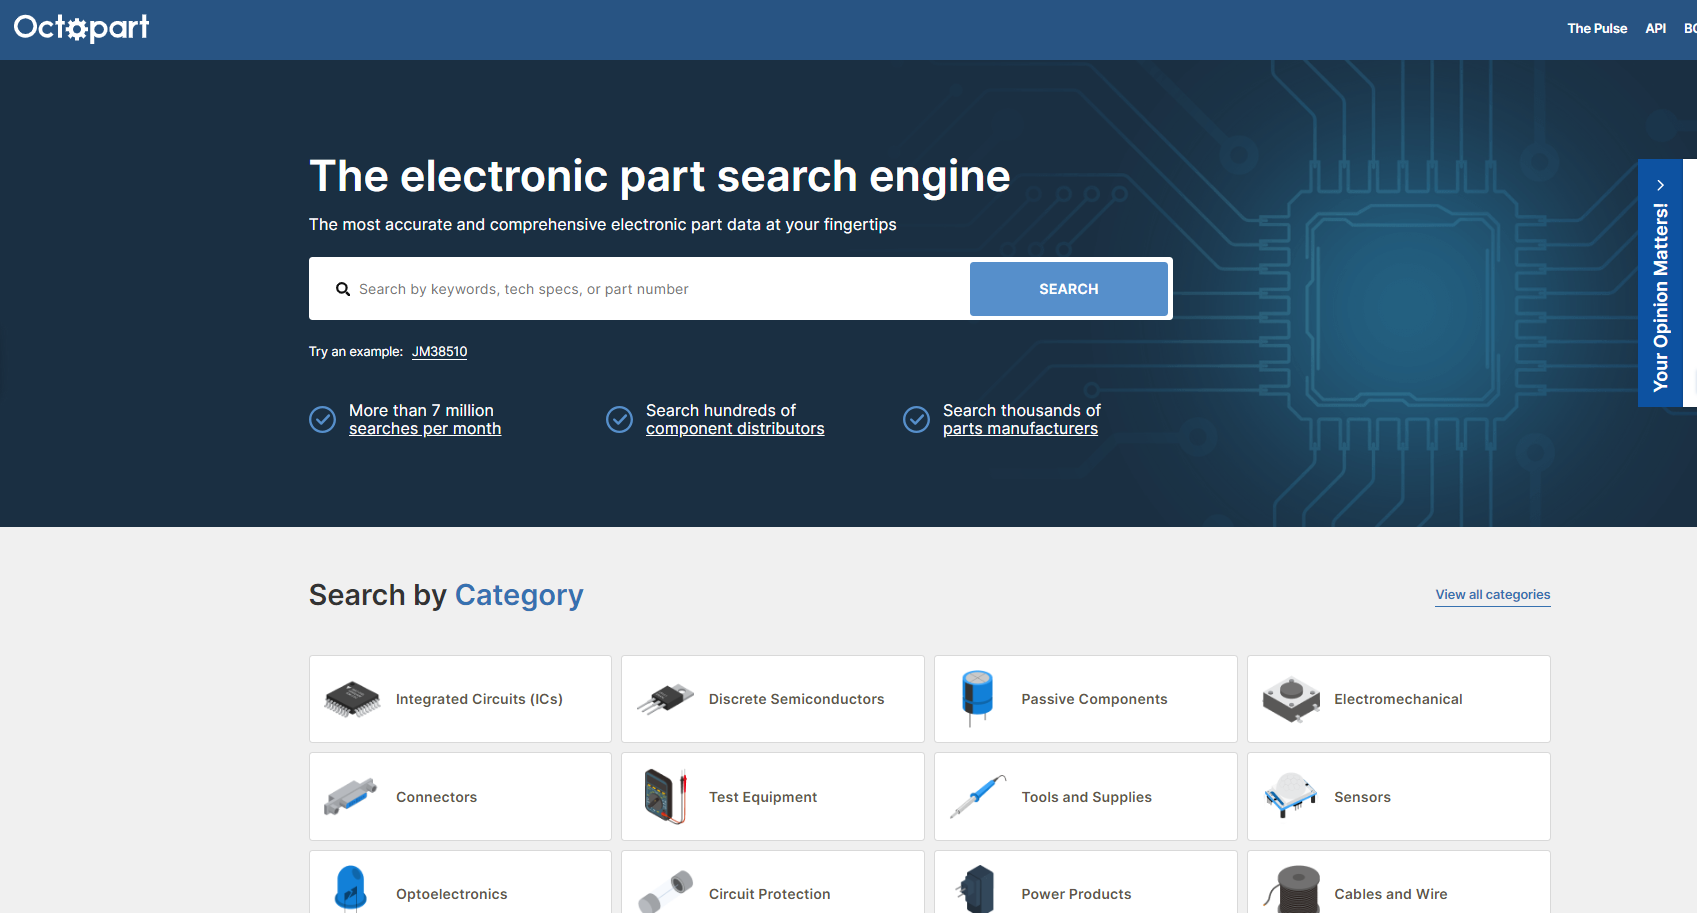 Octopart
The Pulse API
The electronic part search engine
The most accurate and comprehensive electronic part data at your fingertips
Search by keywords, tech specs, or part number
SEARCH
Try an example: JM38510
More than 7 million
searches per month
Search hundreds of
component distributors
Search thousands of
parts manufacturers
Your Opinion Matters!
Search by Category
View all categories
Integrated Circuits (ICs)
Discrete Semiconductors
Passive Components
Electromechanical
Connectors
Test Equipment
Tools and Supplies
Sensors
Optoelectronics
Circuit Protection
Power Products
Cables and Wire